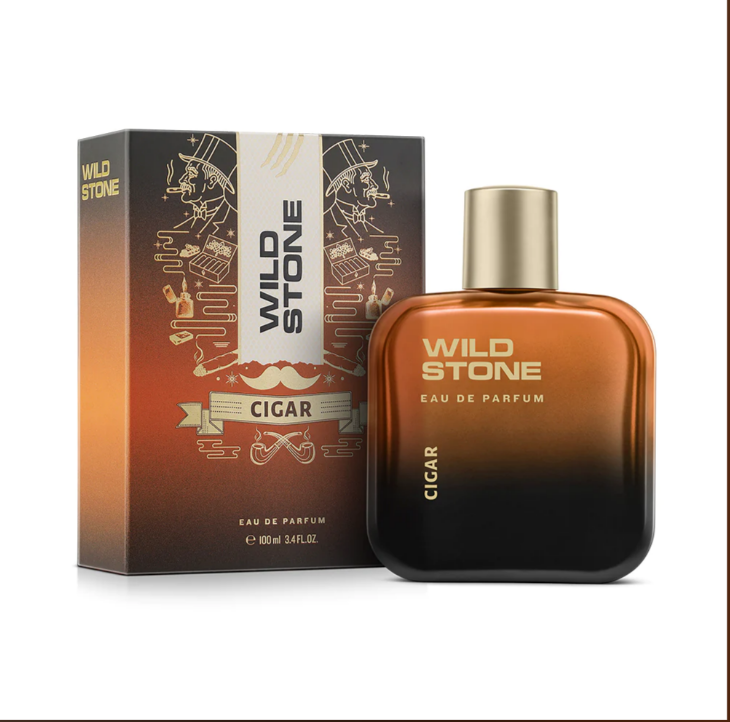 WILD
STONE
WILD
STONE
CIGAR
EAU DE PARFUM
℮ 100 ml 3.4 FL.OZ.
WILD
STONE
EAU DE PARFUM
CIGAR